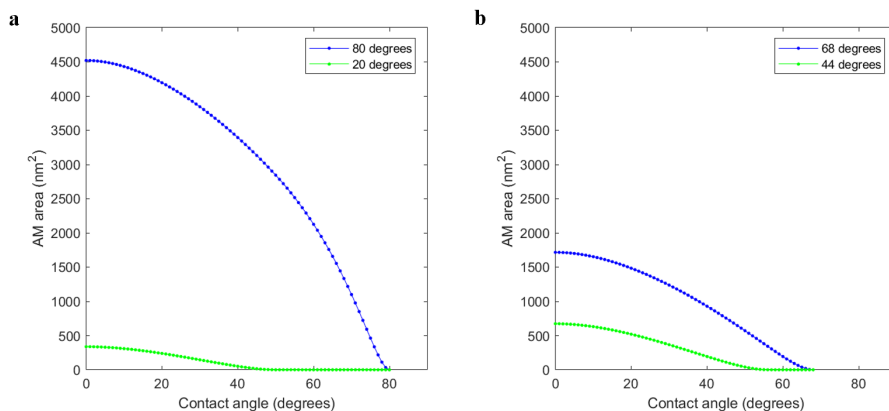 a
5000
4500
4000
3500
3000
2500
2000
1500
1000
500
0
AM area (nm²)
0 20 40 60 80
Contact angle (degrees)
80 degrees
20 degrees
b
5000
4500
4000
3500
3000
2500
2000
1500
1000
500
0
AM area (nm²)
0 20 40 60 80
Contact angle (degrees)
68 degrees
44 degrees